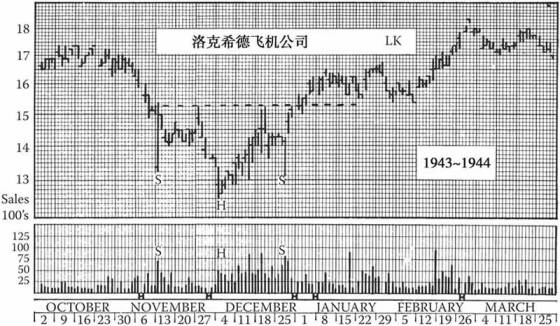 洛克希德飞机公司 LK
18
17
16
15
14
13
1943~1944
S
S
H
Sales
100's
125
100
75
50
25
S
H
S
OCTOBER NOVEMBER DECEMBER JANUARY FEBRUARY MARCH
2 9 16 23 30 6 13 20 27 4 11 18 25 1 8 15 22 29 5 12 19 26 4 11 18 25